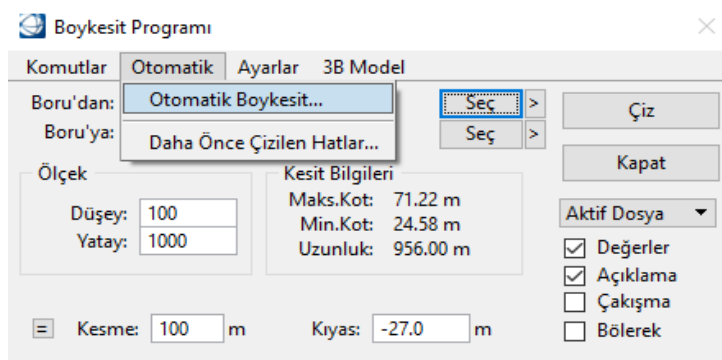 Boykesit Programı
Komutlar Otomatik Ayarlar 3B Model
Boru'dan: Otomatik Boykesit... Seç > Çiz
Boru'ya: Daha Önce Çizilen Hatlar... Seç >
Kapat
Ölçek Kesit Bilgileri
Düşey: 100 Maks.Kot: 71.22 m Aktif Dosya
Min.Kot: 24.58 m
Yatay: 1000 Uzunluk: 956.00 m Değerler
Açıklama
Çakışma
= Kesme: 100 m Kıyas: -27.0 m Bölerek